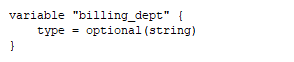 variable "billing_dept" {
    type = optional(string)
}